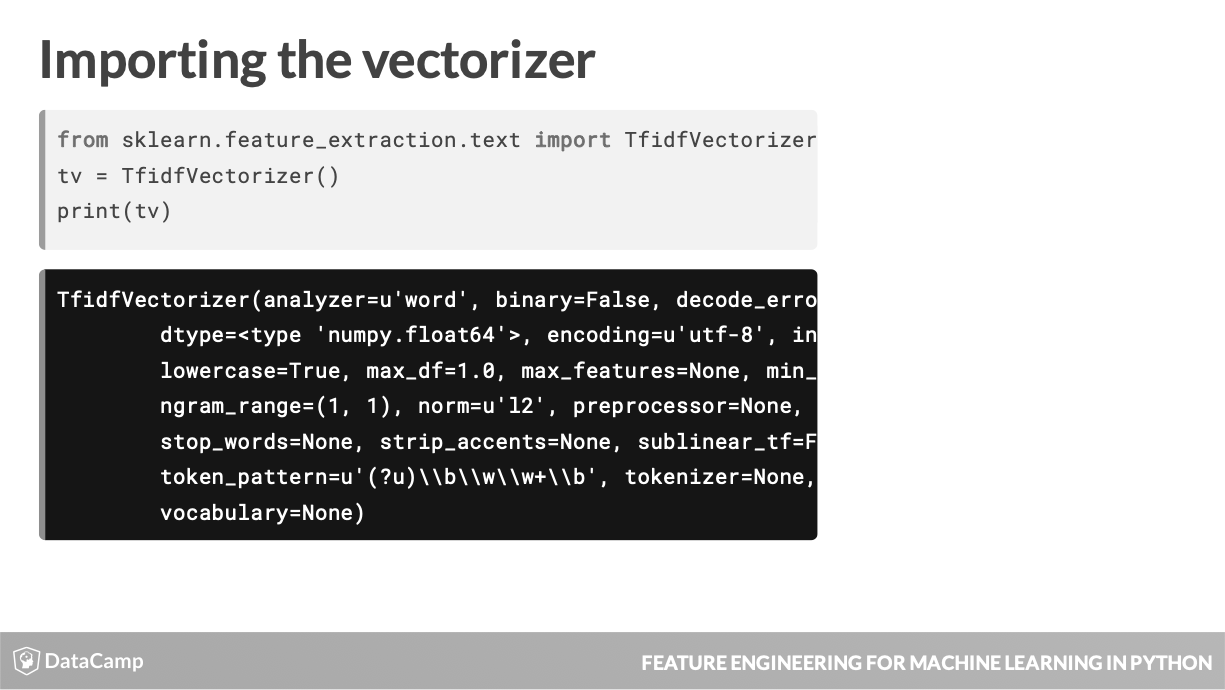 Importing the vectorizer
from sklearn.feature_extraction.text import TfidfVectorizer
tv = TfidfVectorizer()
print(tv)
TfidfVectorizer(analyzer=u'word', binary=False, decode_erro
dtype=<type 'numpy.float64'>, encoding=u'utf-8', in
lowercase=True, max_df=1.0, max_features=None, min_
ngram_range=(1, 1), norm=u'l2', preprocessor=None,
stop_words=None, strip_accents=None, sublinear_tf=F
token_pattern=u'(?u)\\b\\w\\w+\\b', tokenizer=None,
vocabulary=None)
DataCamp
FEATURE ENGINEERING FOR MACHINE LEARNING IN PYTHON